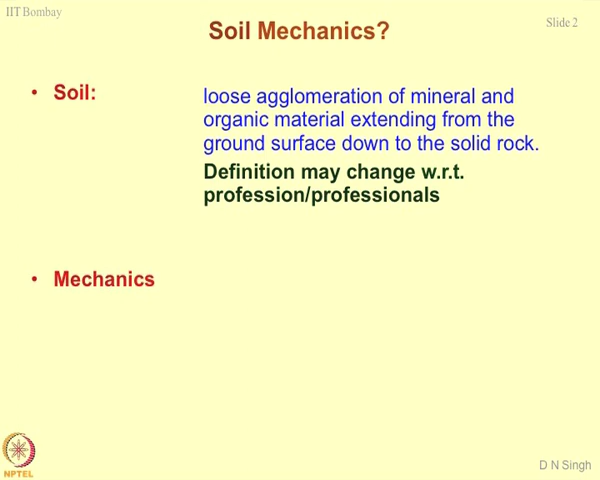 IIT Bombay
Slide 2
Soil Mechanics?
• Soil:
loose agglomeration of mineral and
organic material extending from the
ground surface down to the solid rock.
Definition may change w.r.t.
profession/professionals
• Mechanics
NPTEL
D N Singh